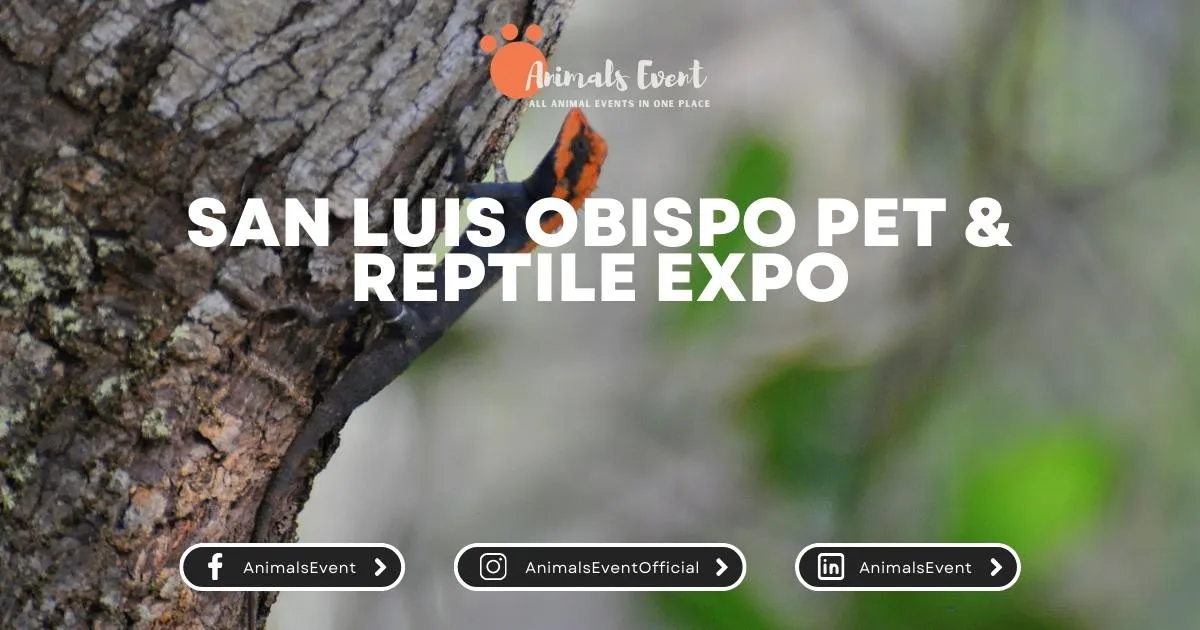 Animals Event
ALL ANIMAL EVENTS IN ONE PLACE
SAN LUIS OBISPO PET &
REPTILE EXPO
AnimalsEvent
AnimalsEventOfficial
AnimalsEvent